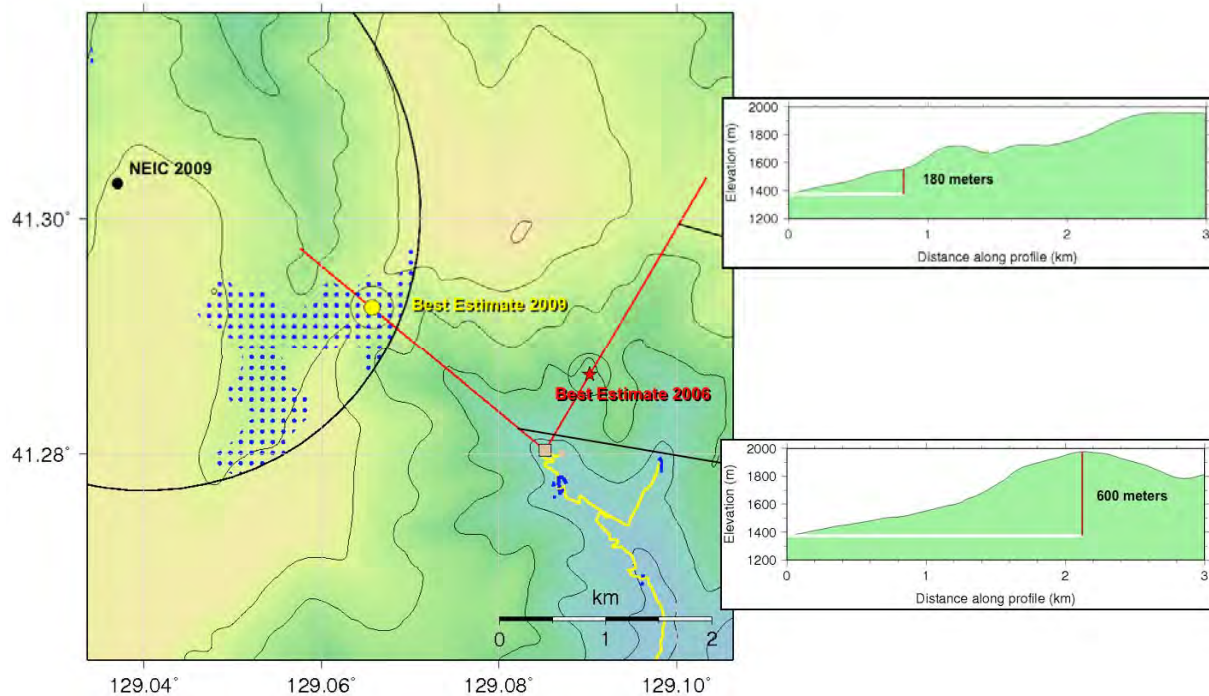 NEIC 2009
Best Estimate 2009
Best Estimate 2006
km
0 1 2
41.30°
41.28°
129.04° 129.06° 129.08° 129.10°
Elevation (m)
2000
1800
1600
1400
1200
180 meters
0 1 2 3
Distance along profile (km)
Elevation (m)
2000
1800
1600
1400
1200
600 meters
0 1 2 3
Distance along profile (km)